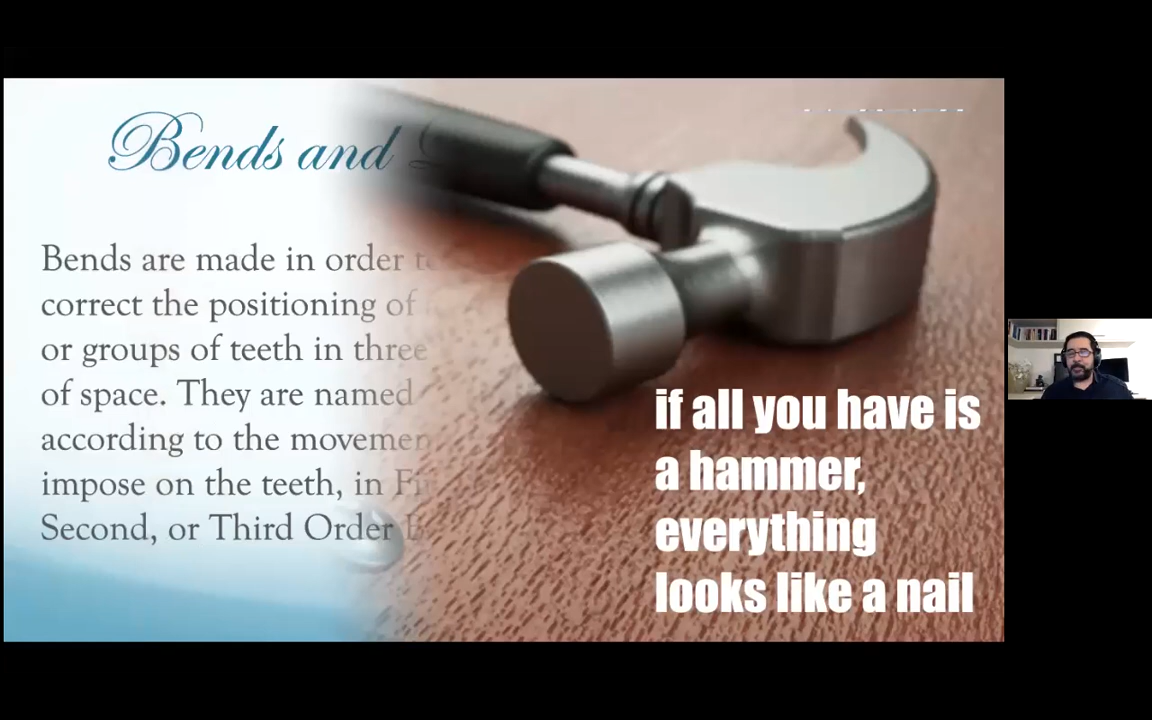 Bends and
Bends are made in order
correct the positioning of
or groups of teeth in three
of space. They are named
according to the
impose on the teeth, in
Second, or Third Order
if all you have is
a hammer,
everything
looks like a nail